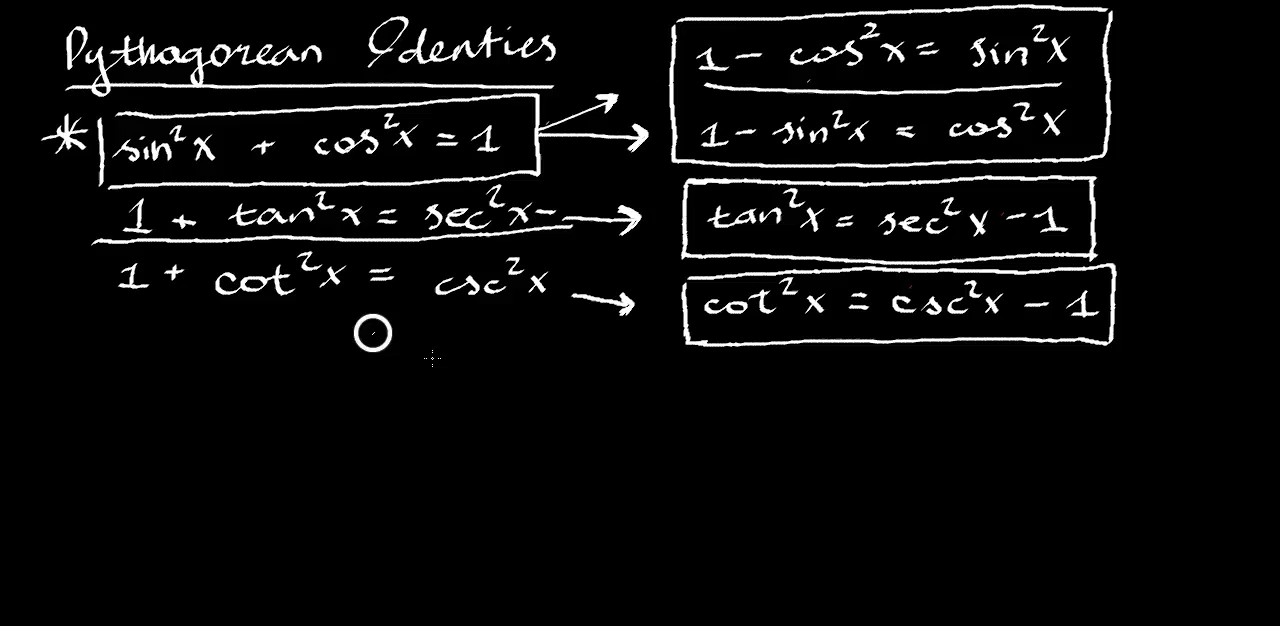 Pythagorean Identies
* sin²x + cos²x = 1
1 + tan²x = sec²x
1 + cot²x = csc²x
1 - cos²x = sin²x
1 - sin²x = cos²x
tan²x = sec²x - 1
cot²x = csc²x - 1